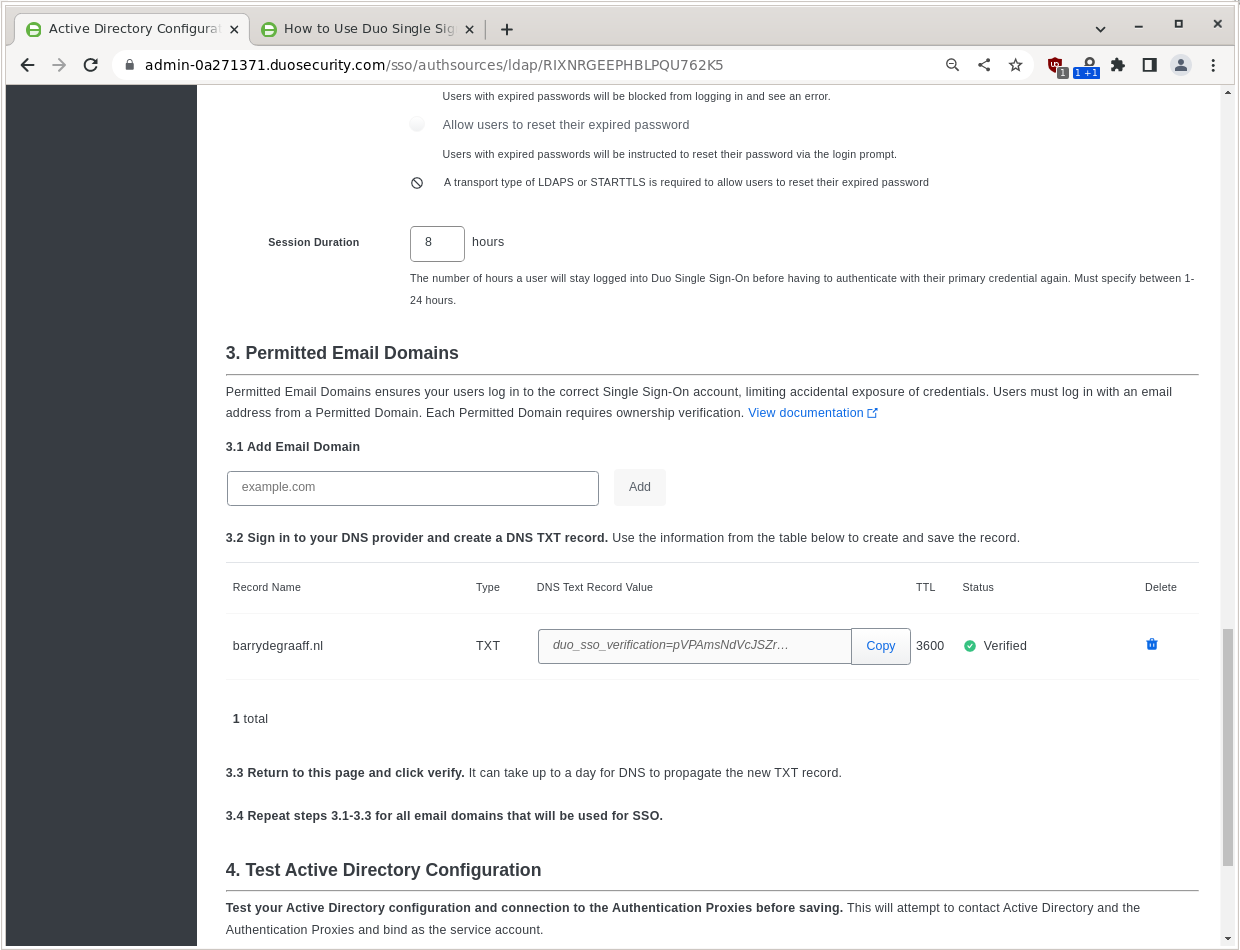 Active Directory Configurat
How to Use Duo Single Sig
admin-0a271371.duosecurity.com/sso/authsources/ldap/RIXNRGEEPHBLPQU762K5
1
1 +1
Users with expired passwords will be blocked from logging in and see an error.
Allow users to reset their expired password
Users with expired passwords will be instructed to reset their password via the login prompt.
A transport type of LDAPS or STARTTLS is required to allow users to reset their expired password
Session Duration 8 hours
The number of hours a user will stay logged into Duo Single Sign-On before having to authenticate with their primary credential again. Must specify between 1-
24 hours.
3. Permitted Email Domains
Permitted Email Domains ensures your users log in to the correct Single Sign-On account, limiting accidental exposure of credentials. Users must log in with an email
address from a Permitted Domain. Each Permitted Domain requires ownership verification. View documentation
3.1 Add Email Domain
example.com Add
3.2 Sign in to your DNS provider and create a DNS TXT record. Use the information from the table below to create and save the record.
Record Name Type DNS Text Record Value TTL Status Delete
barrydegraaff.nl TXT duo_sso_verification=pVPAmsNdVcJSZr… Copy 3600 Verified
1 total
3.3 Return to this page and click verify. It can take up to a day for DNS to propagate the new TXT record.
3.4 Repeat steps 3.1-3.3 for all email domains that will be used for SSO.
4. Test Active Directory Configuration
Test your Active Directory configuration and connection to the Authentication Proxies before saving. This will attempt to contact Active Directory and the
Authentication Proxies and bind as the service account.